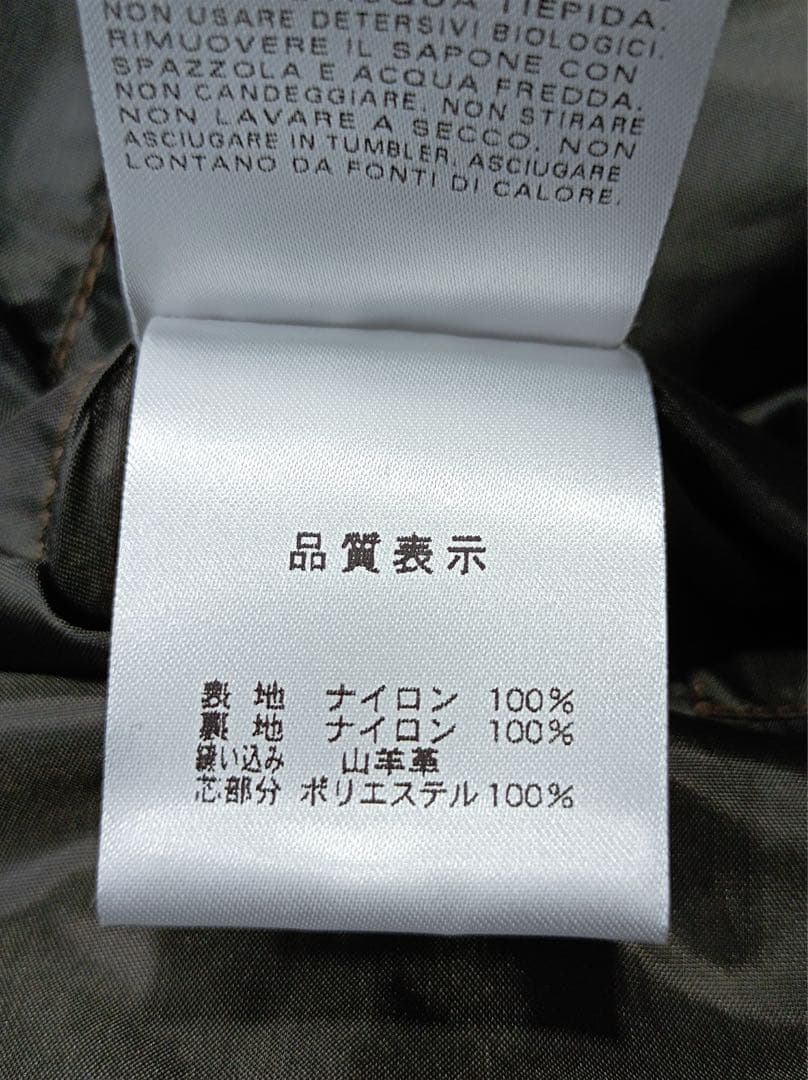 ACQUA TIEPIDA.
NON USARE DETERSIVI BIOLOGICI.
RIMUOVERE IL SAPONE CON
SPAZZOLA E ACQUA FREDDA.
NON CANDEGGIARE. NON STIRARE
NON LAVARE A SECCO. NON
ASCIUGARE IN TUMBLER. ASCIUGARE
LONTANO DA FONTI DI CALORE.
品質表示
表地 ナイロン 100%
裏地 ナイロン 100%
縫い込み 山羊革
芯部分 ポリエステル 100%